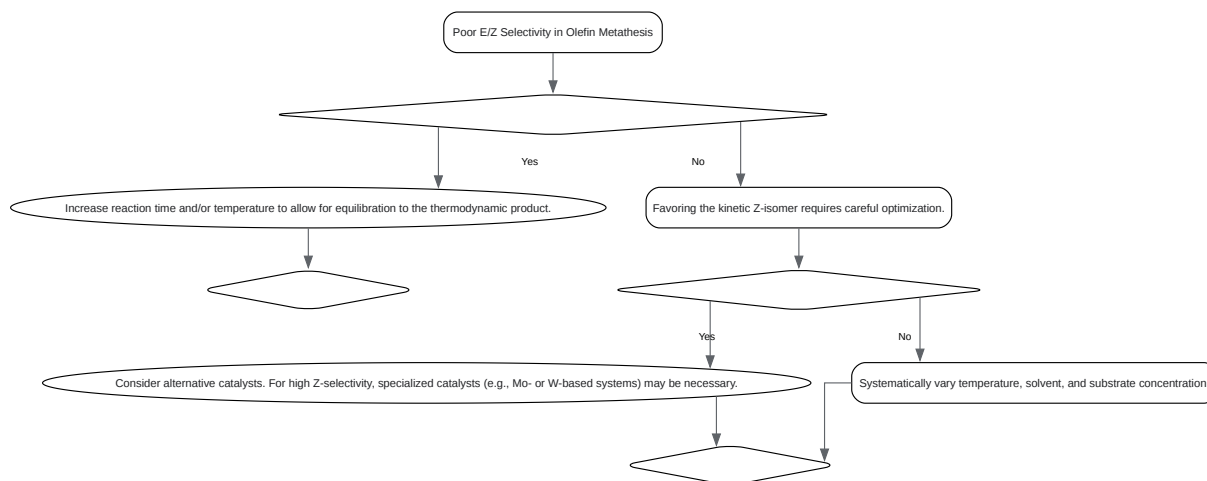 Poor E/Z Selectivity in Olefin Metathesis
Yes
No
Increase reaction time and/or temperature to allow for equilibration to the thermodynamic product.
Favoring the kinetic Z-isomer requires careful optimization.
Yes
No
Consider alternative catalysts. For high Z-selectivity, specialized catalysts (e.g., Mo- or W-based systems) may be necessary.
Systematically vary temperature, solvent, and substrate concentration